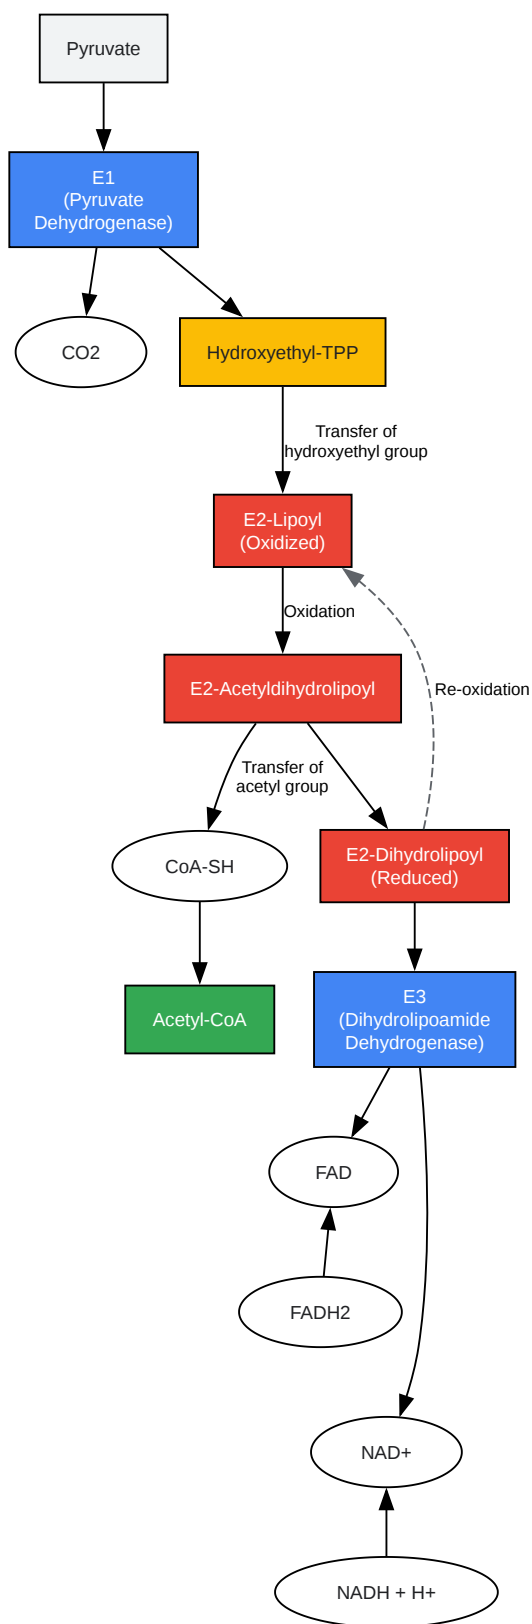 Pyruvate
E1
(Pyruvate
Dehydrogenase)
CO2
Hydroxyethyl-TPP
Transfer of
hydroxyethyl group
E2-Lipoyl
(Oxidized)
Oxidation
E2-Acetyldihydrolipoyl
Re-oxidation
Transfer of
acetyl group
CoA-SH
E2-Dihydrolipoyl
(Reduced)
Acetyl-CoA
E3
(Dihydrolipoamide
Dehydrogenase)
FAD
FADH2
NAD+
NADH + H+